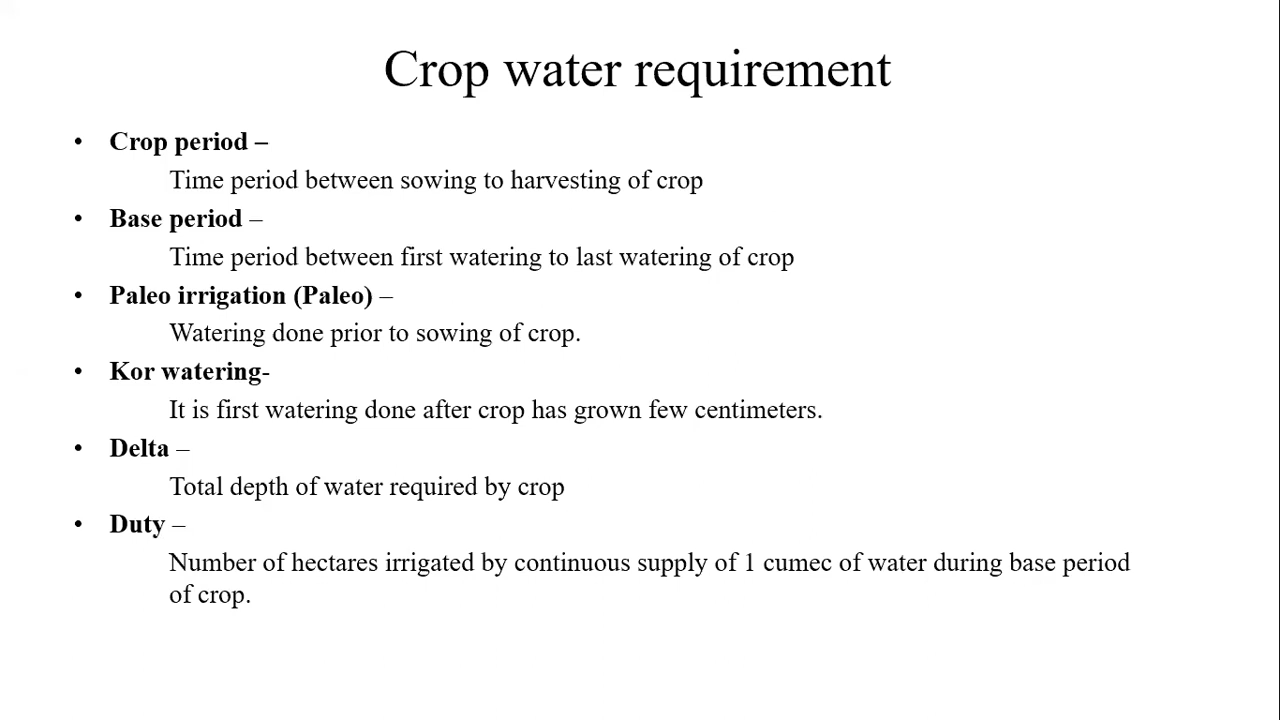 Crop water requirement
• Crop period –
Time period between sowing to harvesting of crop
• Base period –
Time period between first watering to last watering of crop
• Paleo irrigation (Paleo) –
Watering done prior to sowing of crop.
• Kor watering-
It is first watering done after crop has grown few centimeters.
• Delta –
Total depth of water required by crop
• Duty –
Number of hectares irrigated by continuous supply of 1 cumec of water during base period
of crop.